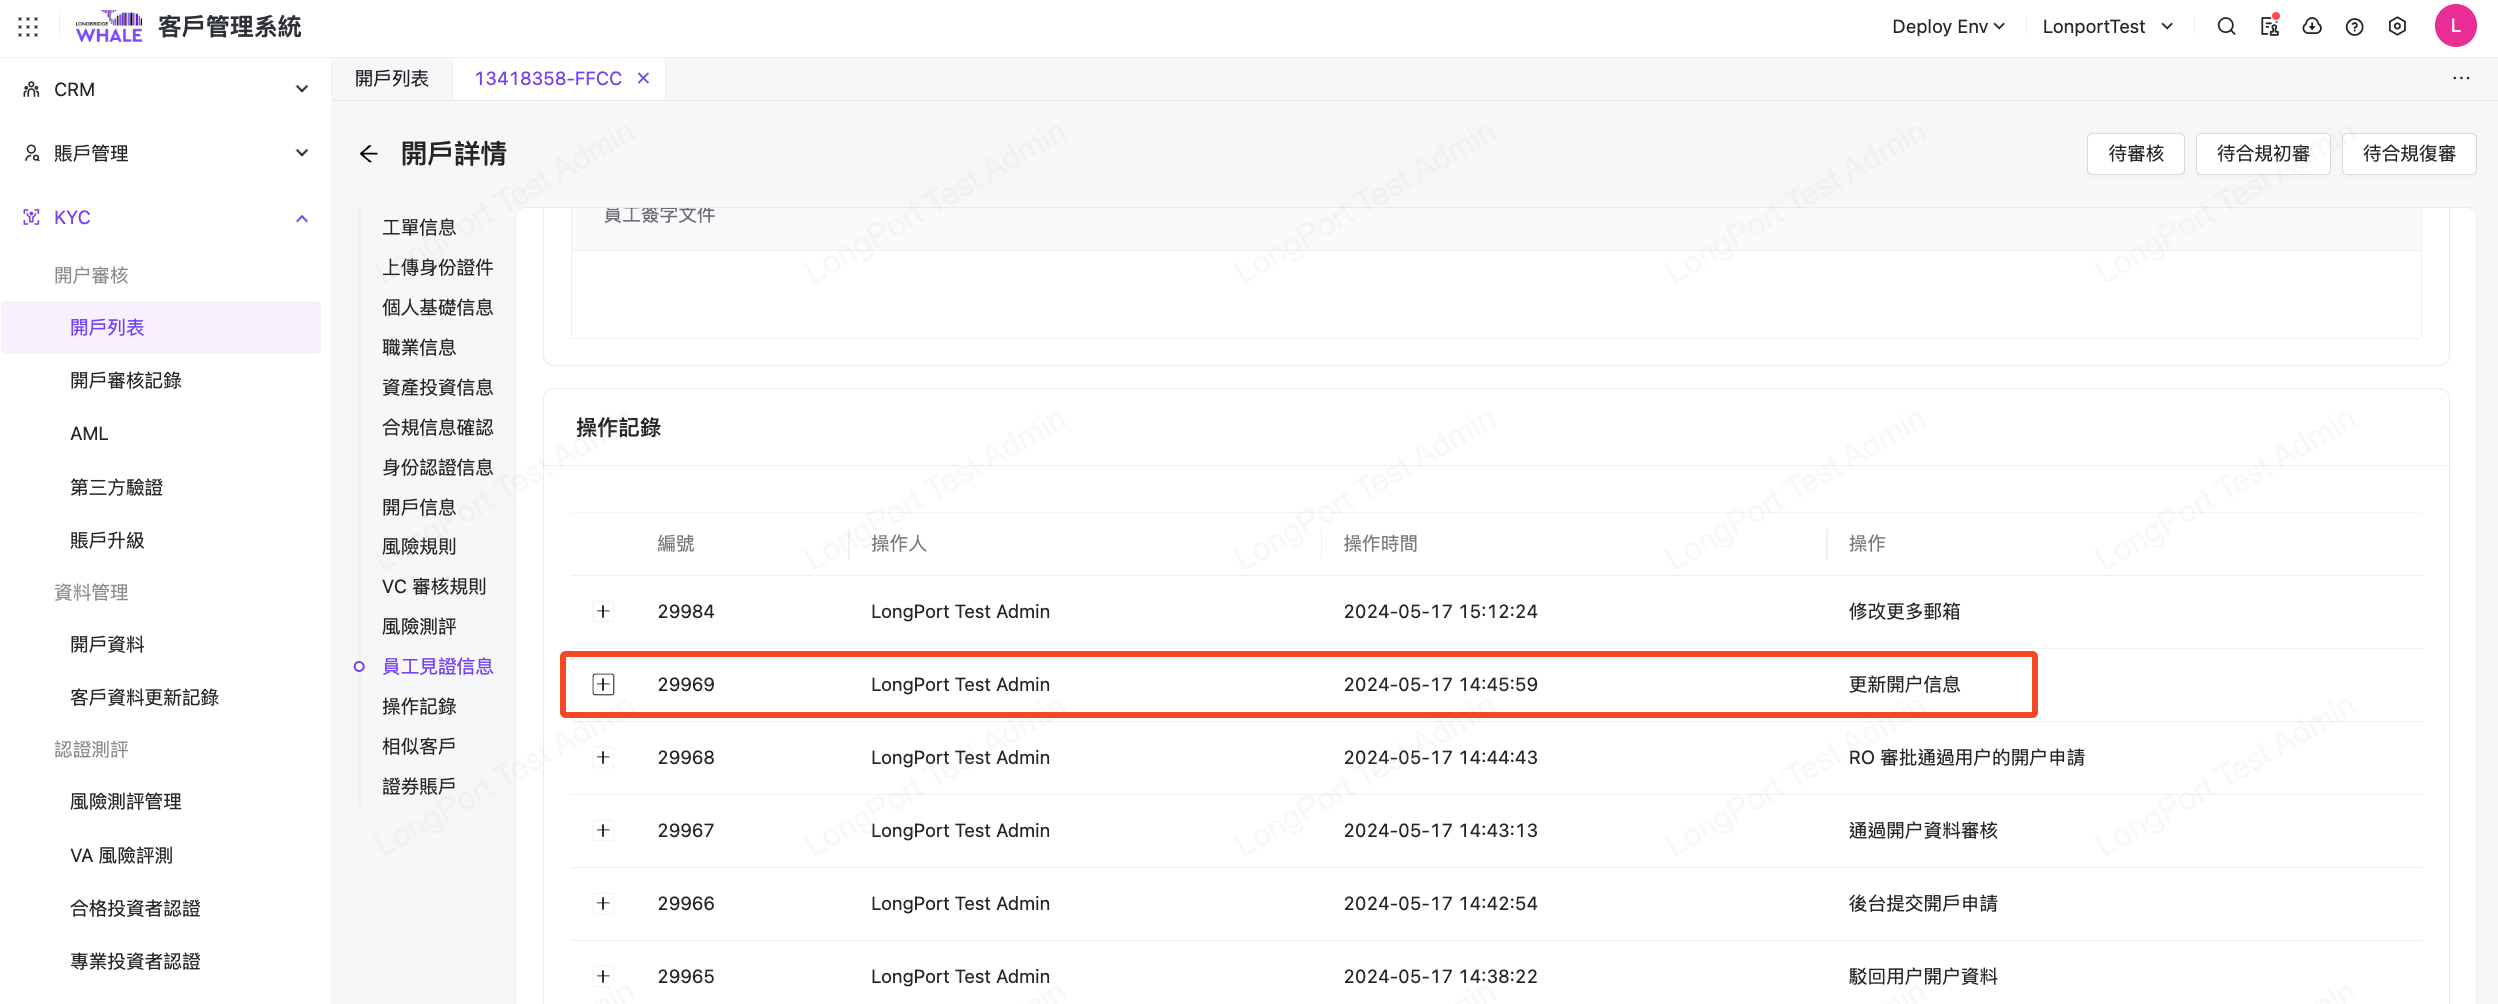 LONGBRIDGE
WHALE
客戶管理系統
Deploy Env
LonportTest
L
CRM
賬戶管理
KYC
開户審核
開戶列表
開戶審核記錄
AML
第三方驗證
賬戶升級
資料管理
開戶資料
客戶資料更新記錄
認證測評
風險測評管理
VA 風險評測
合格投資者認證
專業投資者認證
開戶列表
13418358-FFCC
開戶詳情
待審核
待合規初審
待合規復審
工單信息
上傳身份證件
個人基礎信息
職業信息
資產投資信息
合規信息確認
身份認證信息
開戶信息
風險規則
VC 審核規則
風險測評
員工見證信息
操作記錄
相似客戶
證券賬戶
員工簽字文件
操作記錄
編號 操作人 操作時間 操作
29984 LongPort Test Admin 2024-05-17 15:12:24 修改更多郵箱
29969 LongPort Test Admin 2024-05-17 14:45:59 更新開户信息
29968 LongPort Test Admin 2024-05-17 14:44:43 RO 審批通過用户的開户申請
29967 LongPort Test Admin 2024-05-17 14:43:13 通過開户資料審核
29966 LongPort Test Admin 2024-05-17 14:42:54 後台提交開戶申請
29965 LongPort Test Admin 2024-05-17 14:38:22 駁回用户開户資料
LongPort Test Admin